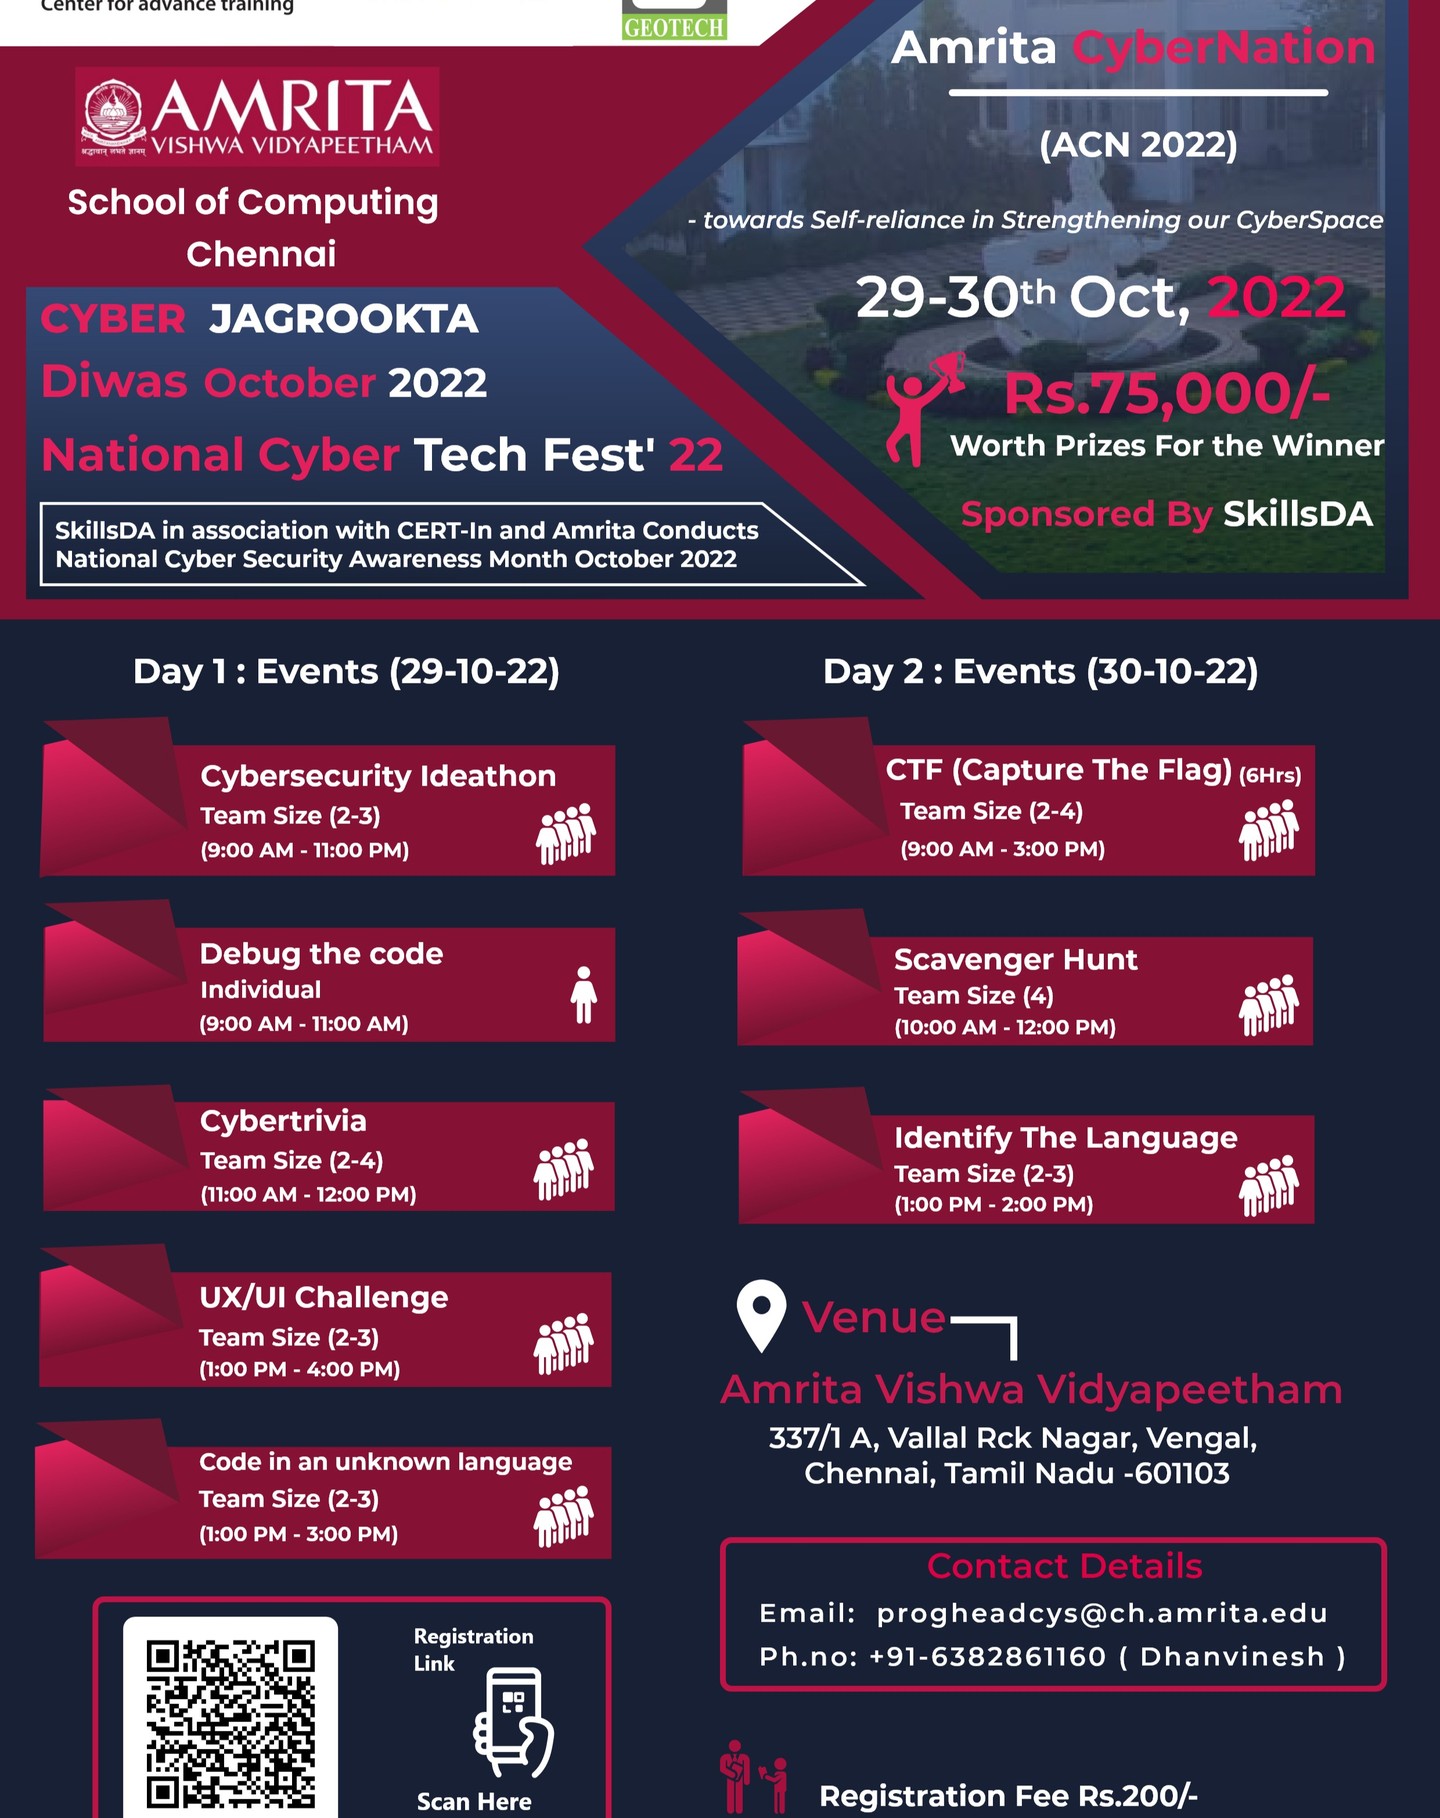 Center for advance training
GEOTECH
AMRITA
VISHWA VIDYAPEETHAM
श्रद्धावान् लभते ज्ञानम्
School of Computing
Chennai
CYBER JAGROOKTA
Diwas October 2022
National Cyber Tech Fest' 22
SkillsDA in association with CERT-In and Amrita Conducts
National Cyber Security Awareness Month October 2022
Amrita CyberNation
(ACN 2022)
- towards Self-reliance in Strengthening our CyberSpace
29-30th Oct, 2022
Rs.75,000/-
Worth Prizes For the Winner
Sponsored By SkillsDA
Day 1 : Events (29-10-22)
Cybersecurity Ideathon
Team Size (2-3)
(9:00 AM - 11:00 PM)
Debug the code
Individual
(9:00 AM - 11:00 AM)
Cybertrivia
Team Size (2-4)
(11:00 AM - 12:00 PM)
UX/UI Challenge
Team Size (2-3)
(1:00 PM - 4:00 PM)
Code in an unknown language
Team Size (2-3)
(1:00 PM - 3:00 PM)
Registration
Link
Scan Here
Day 2 : Events (30-10-22)
CTF (Capture The Flag) (6Hrs)
Team Size (2-4)
(9:00 AM - 3:00 PM)
Scavenger Hunt
Team Size (4)
(10:00 AM - 12:00 PM)
Identify The Language
Team Size (2-3)
(1:00 PM - 2:00 PM)
Venue
Amrita Vishwa Vidyapeetham
337/1 A, Vallal Rck Nagar, Vengal,
Chennai, Tamil Nadu -601103
Contact Details
Email: progheadcys@ch.amrita.edu
Ph.no: +91-6382861160 ( Dhanvinesh )
Registration Fee Rs.200/-